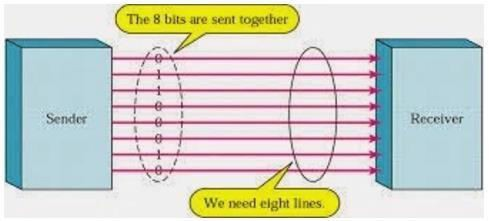 The 8 bits are sent together
0
1
1
0
0
0
1
0
Sender
Receiver
We need eight lines.